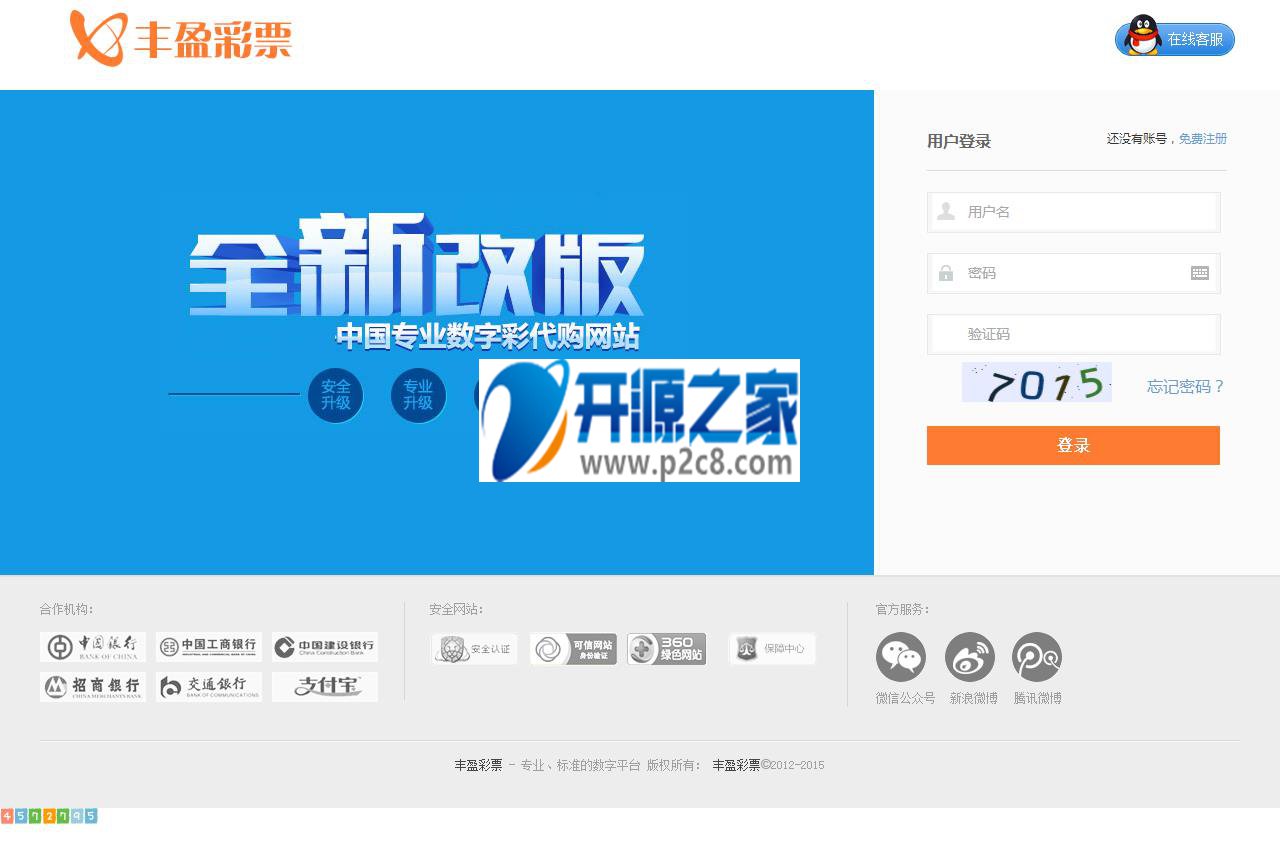 丰盈彩票
在线客服
全新改版
中国专业数字彩代购网站
安全
升级
专业
升级
开源之家
www.p2c8.com
用户登录
还没有账号，免费注册
用户名
密码
验证码
7015
忘记密码？
登录
合作机构：
中国银行
BANK OF CHINA
中国工商银行
INDUSTRIAL AND COMMERCIAL BANK OF CHINA
中国建设银行
China Construction Bank
招商银行
CHINA MERCHANTS BANK
交通银行
BANK OF COMMUNICATIONS
支付宝
安全网站：
安全认证
可信网站
身份验证
360
绿色网站
保障中心
官方服务：
微信公众号
新浪微博
腾讯微博
丰盈彩票 - 专业、标准的数字平台 版权所有： 丰盈彩票©2012-2015
4572795